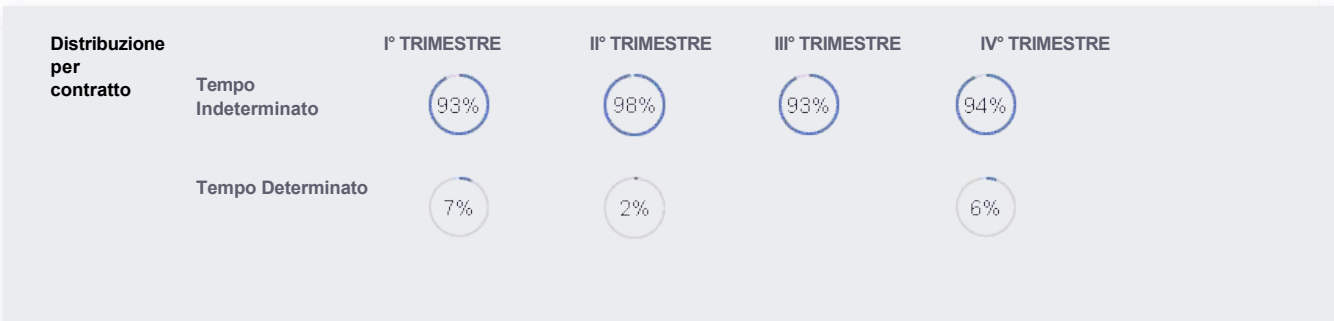 Distribuzione
per
contratto
I° TRIMESTRE
II° TRIMESTRE
III° TRIMESTRE
IV° TRIMESTRE
Tempo
Indeterminato
93%
98%
93%
94%
Tempo Determinato
7%
2%
6%